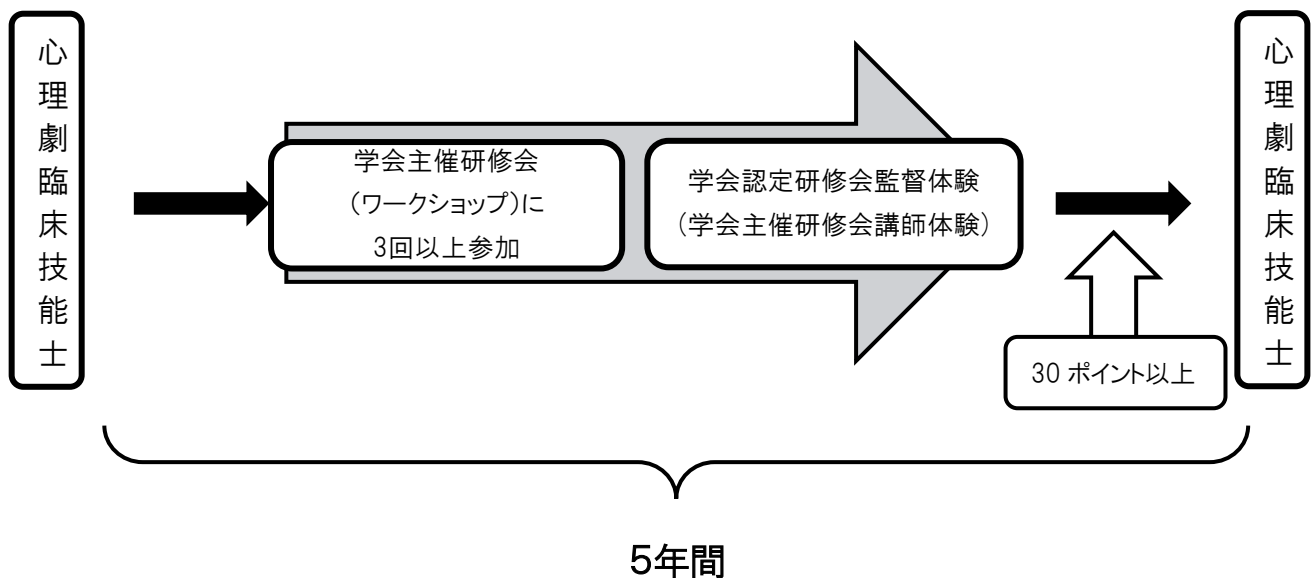 心理劇臨床技能士
学会主催研修会
（ワークショップ）に
3回以上参加
学会認定研修会監督体験
（学会主催研修会講師体験）
30 ポイント以上
心理劇臨床技能士
5年間